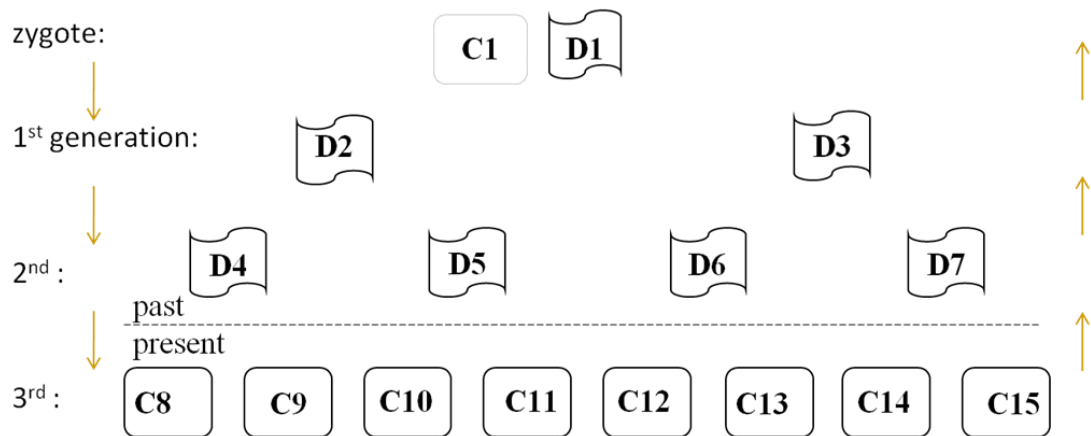 zygote: C1 D1
1st generation: D2 D3
2nd : D4 D5 D6 D7
past
present
3rd : C8 C9 C10 C11 C12 C13 C14 C15